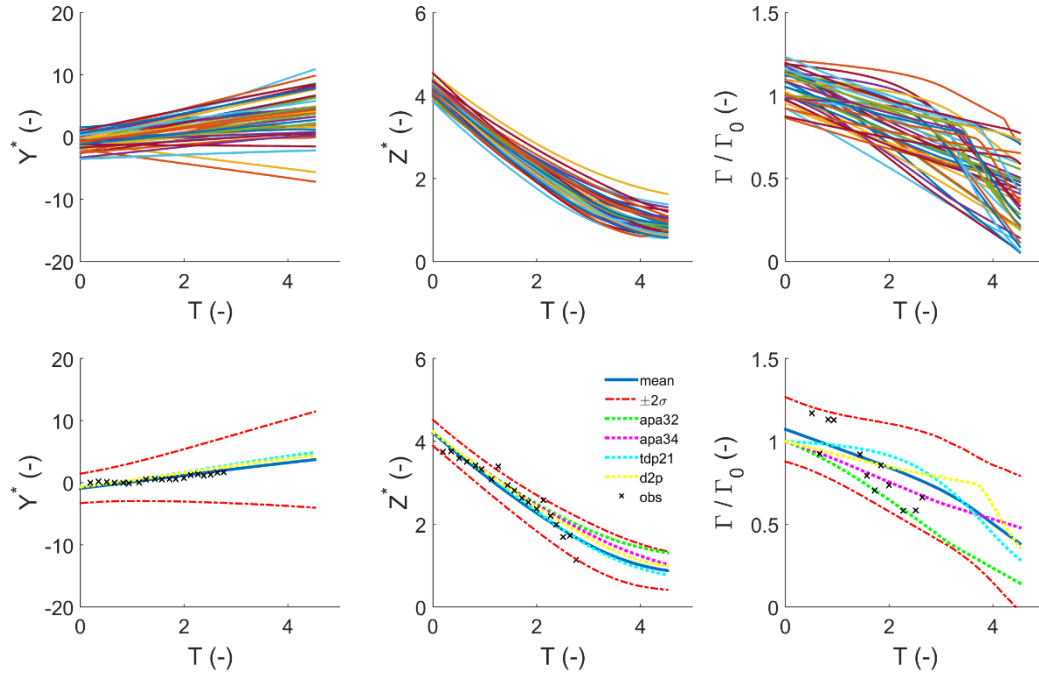 20
10
0
-10
-20
Y* (-)
0 2 4
T (-)
6
4
2
0
Z* (-)
0 2 4
T (-)
1.5
1
0.5
0
Γ / Γ0 (-)
0 2 4
T (-)
20
10
0
-10
-20
Y* (-)
0 2 4
T (-)
6
4
2
0
Z* (-)
0 2 4
T (-)
mean
±2σ
apa32
apa34
tdp21
d2p
obs
1.5
1
0.5
0
Γ / Γ0 (-)
0 2 4
T (-)